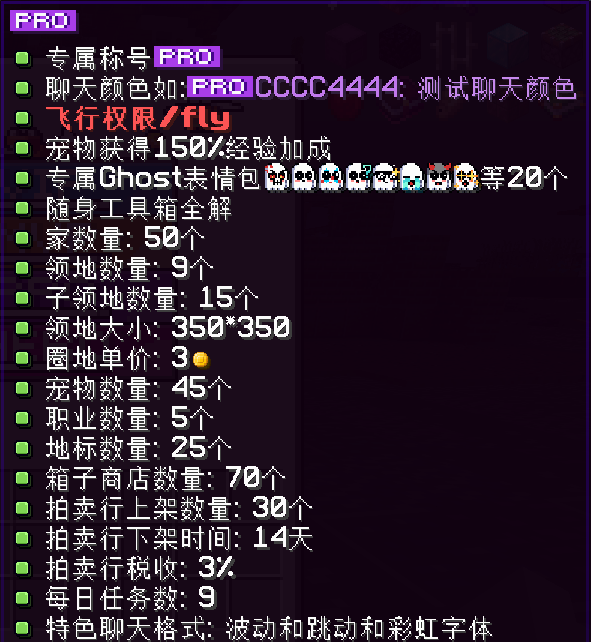 PRO
专属称号PRO
聊天颜色如:PRO CCCC4444: 测试聊天颜色
飞行权限/fly
宠物获得150%经验加成
专属Ghost表情包等20个
随身工具箱全解
家数量: 50个
领地数量: 9个
子领地数量: 15个
领地大小: 350*350
圈地单价: 3
宠物数量: 45个
职业数量: 5个
地标数量: 25个
箱子商店数量: 70个
拍卖行上架数量: 30个
拍卖行下架时间: 14天
拍卖行税收: 3%
每日任务数: 9
特色聊天格式: 波动和跳动和彩虹字体